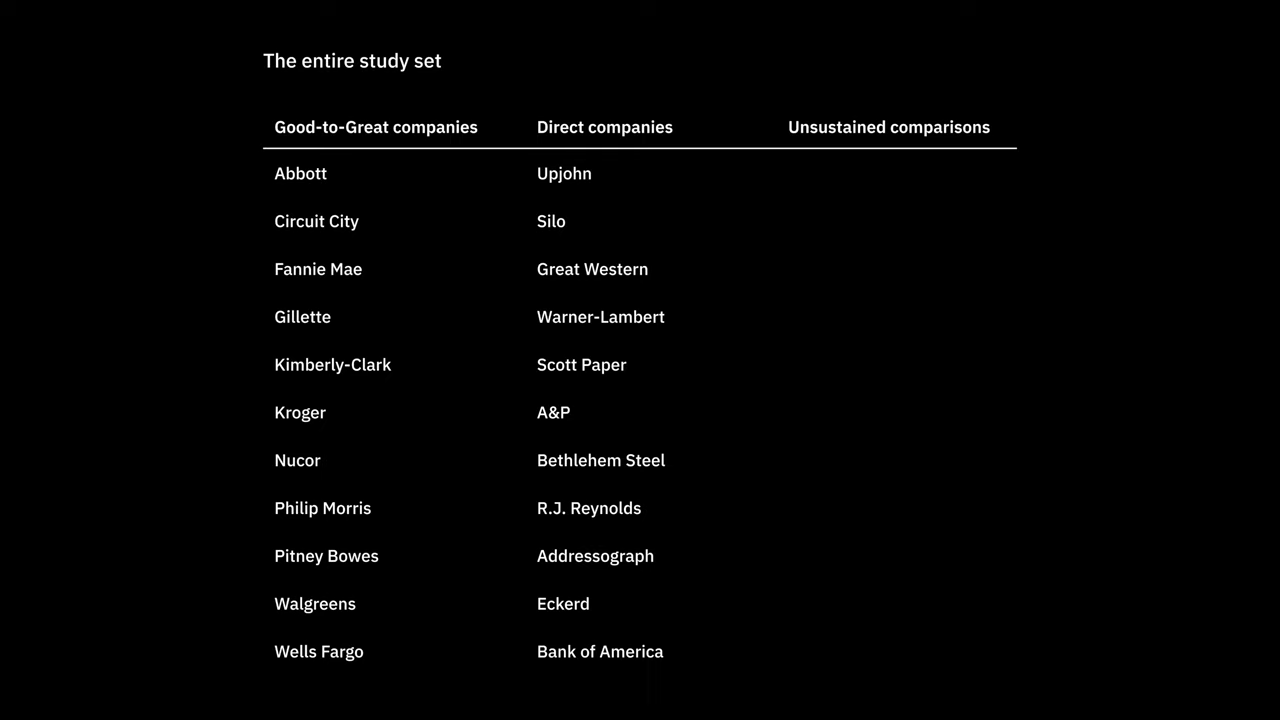 The entire study set
Good-to-Great companies Direct companies Unsustained comparisons
Abbott Upjohn
Circuit City Silo
Fannie Mae Great Western
Gillette Warner-Lambert
Kimberly-Clark Scott Paper
Kroger A&P
Nucor Bethlehem Steel
Philip Morris R.J. Reynolds
Pitney Bowes Addressograph
Walgreens Eckerd
Wells Fargo Bank of America